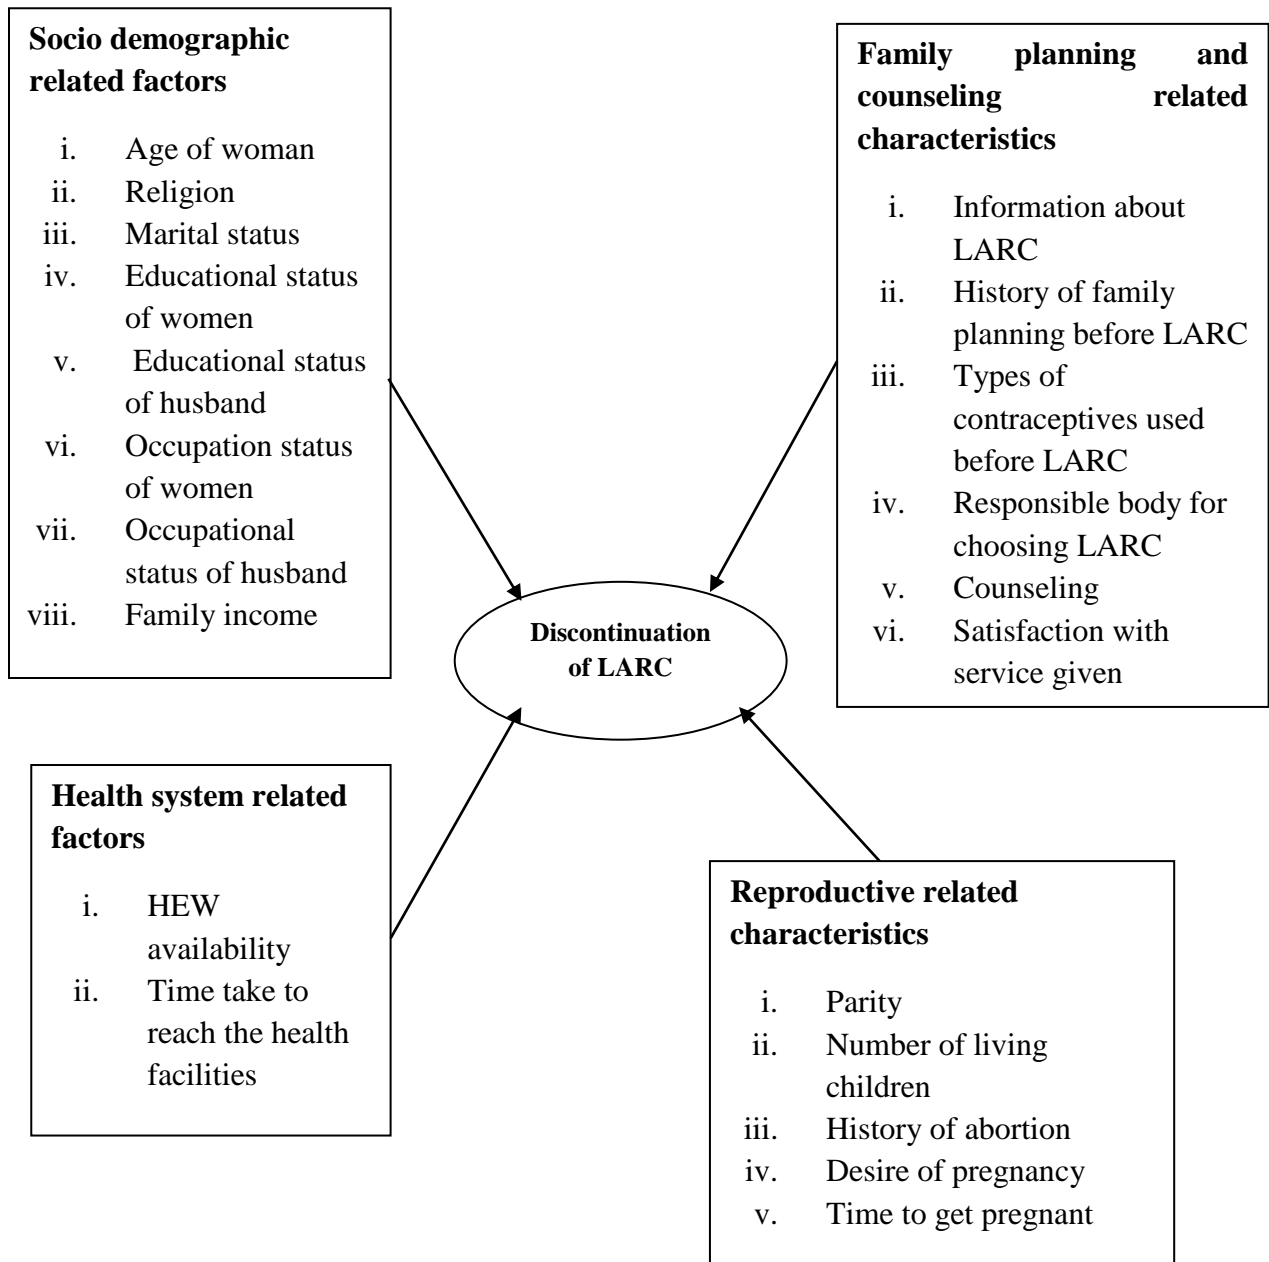 Socio demographic
related factors
i. Age of woman
ii. Religion
iii. Marital status
iv. Educational status
of women
v. Educational status
of husband
vi. Occupation status
of women
vii. Occupational
status of husband
viii. Family income
Family planning and
counseling related
characteristics
i. Information about
LARC
ii. History of family
planning before LARC
iii. Types of
contraceptives used
before LARC
iv. Responsible body for
choosing LARC
v. Counseling
vi. Satisfaction with
service given
Discontinuation
of LARC
Health system related
factors
i. HEW
availability
ii. Time take to
reach the health
facilities
Reproductive related
characteristics
i. Parity
ii. Number of living
children
iii. History of abortion
iv. Desire of pregnancy
v. Time to get pregnant